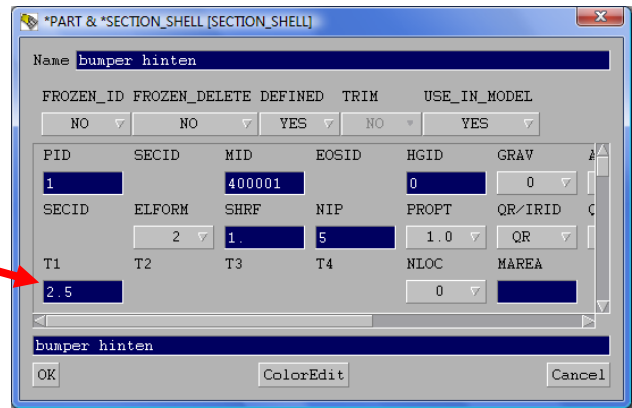 *PART & *SECTION_SHELL [SECTION_SHELL]
Name bumper hinten
FROZEN_ID FROZEN_DELETE DEFINED TRIM USE_IN_MODEL
NO NO YES NO YES
PID SECID MID EOSID HGID GRAV
1 400001 0 0
SECID ELFORM SHRF NIP PROPT QR/IRID
2 1. 5 1.0 QR
T1 T2 T3 T4 NLOC MAREA
2.5 0
bumper hinten
OK ColorEdit Cancel